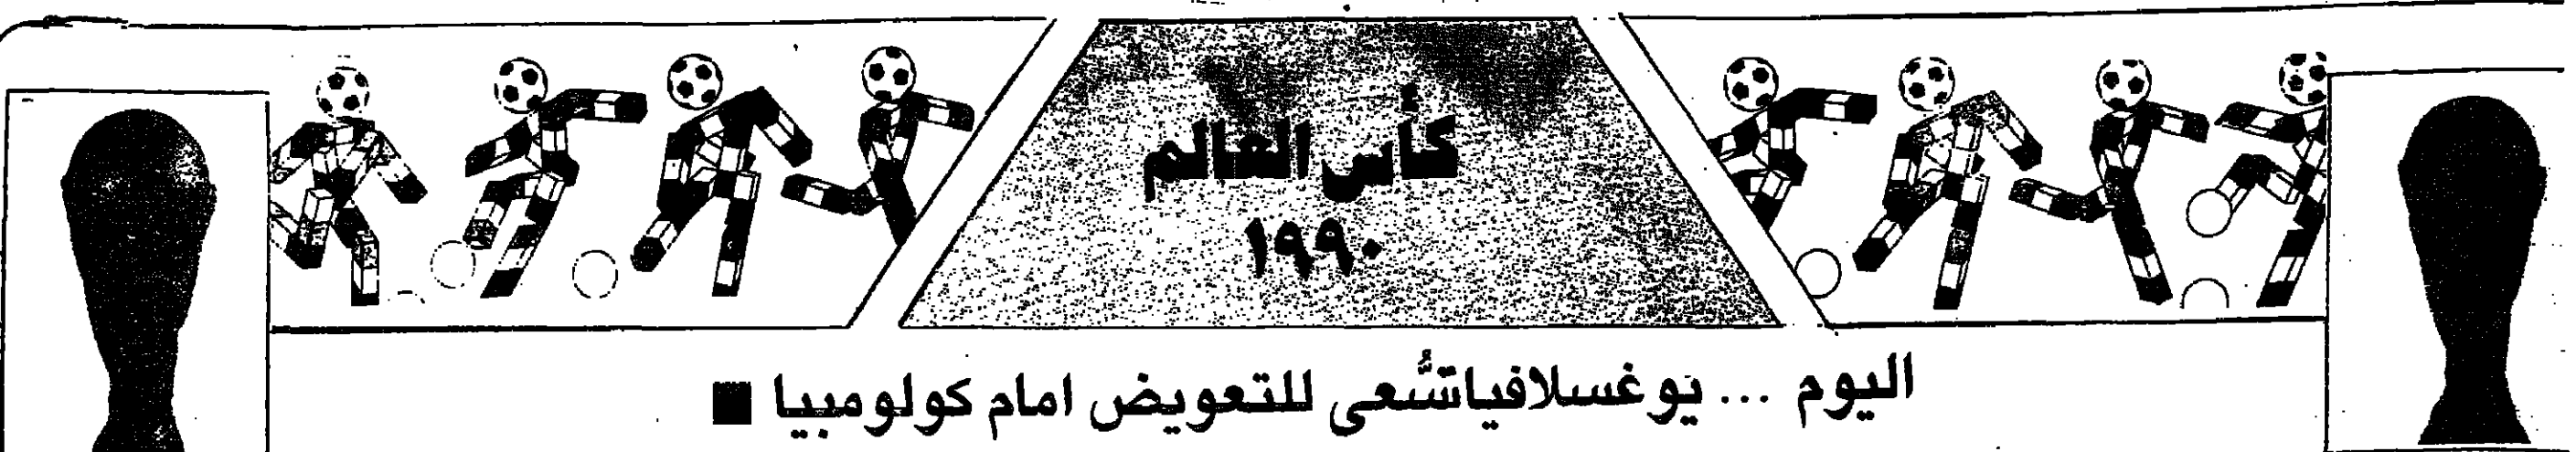 كأس العالم
١٩٩٠
اليوم ... يوغسلافيا تسعى للتعويض امام كولومبيا ■